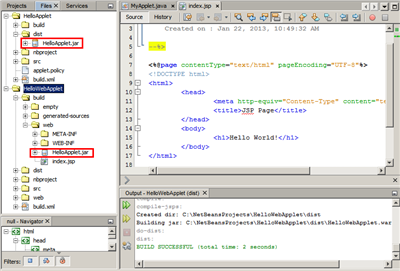 Projects
Files
Services
HelloApplet
build
dist
HelloApplet.jar
nbproject
src
applet.policy
build.xml
HelloWebApplet
build
empty
generated-sources
web
META-INF
WEB-INF
HelloApplet.jar
index.jsp
dist
nbproject
src
web
build.xml
null - Navigator
html
head
meta
Filters:
MyApplet.java
index.jsp
Source
History
4 Created on : Jan 22, 2013, 10:49:32 AM
5
6 --%>
7 <%@page contentType="text/html" pageEncoding="UTF-8"%>
8 <!DOCTYPE html>
9 <html>
10 <head>
11 <meta http-equiv="Content-Type" content="te
12 <title>JSP Page</title>
13 </head>
14 <body>
15 <h1>Hello World!</h1>
16 </body>
17 </html>
Output - HelloWebApplet (dist)
compile:
compile-jsps:
Created dir: C:\NetBeansProjects\HelloWebApplet\dist
Building jar: C:\NetBeansProjects\HelloWebApplet\dist\HelloWebApplet.war
do-dist:
dist:
BUILD SUCCESSFUL (total time: 2 seconds)